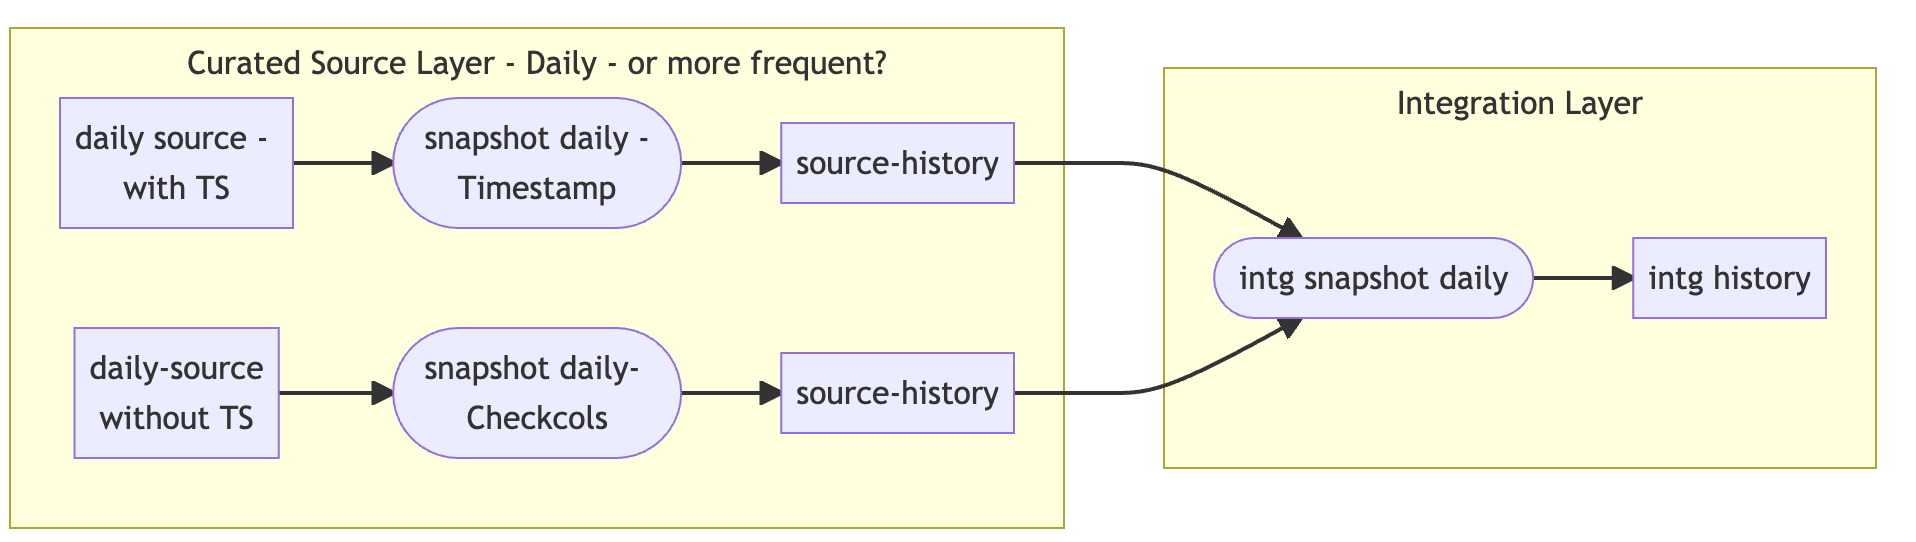 Curated Source Layer - Daily - or more frequent?
daily source -
with TS
snapshot daily -
Timestamp
source-history
daily-source
without TS
snapshot daily-
Checkcols
source-history
Integration Layer
intg snapshot daily
intg history